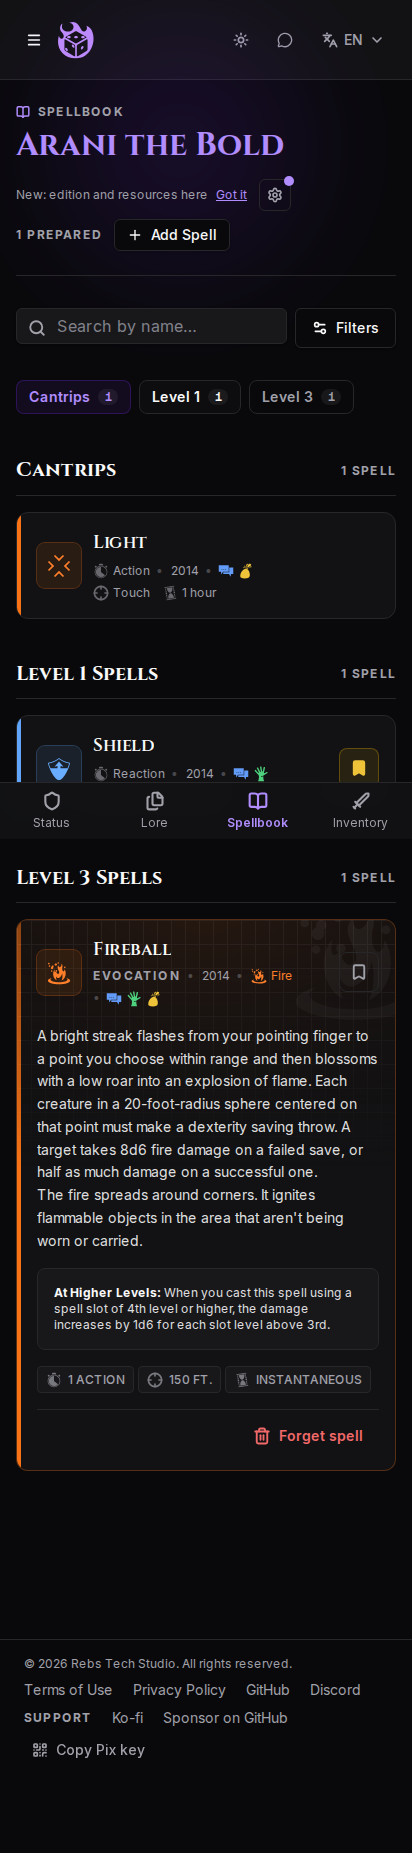 EN
SPELLBOOK
Arani the Bold
New: edition and resources here Got it
1 PREPARED
Add Spell
Search by name...
Filters
Cantrips 1
Level 1 1
Level 3 1
Cantrips
1 SPELL
Light
Action • 2014 •
Touch 1 hour
Level 1 Spells
1 SPELL
Shield
Reaction • 2014 •
Status
Lore
Spellbook
Inventory
Level 3 Spells
1 SPELL
Fireball
EVOCATION • 2014 • Fire
•
A bright streak flashes from your pointing finger to
a point you choose within range and then blossoms
with a low roar into an explosion of flame. Each
creature in a 20-foot-radius sphere centered on
that point must make a dexterity saving throw. A
target takes 8d6 fire damage on a failed save, or
half as much damage on a successful one.
The fire spreads around corners. It ignites
flammable objects in the area that aren't being
worn or carried.
At Higher Levels: When you cast this spell using a
spell slot of 4th level or higher, the damage
increases by 1d6 for each slot level above 3rd.
1 ACTION
150 FT.
INSTANTANEOUS
Forget spell
© 2026 Rebs Tech Studio. All rights reserved.
Terms of Use Privacy Policy GitHub Discord
SUPPORT Ko-fi Sponsor on GitHub
Copy Pix key